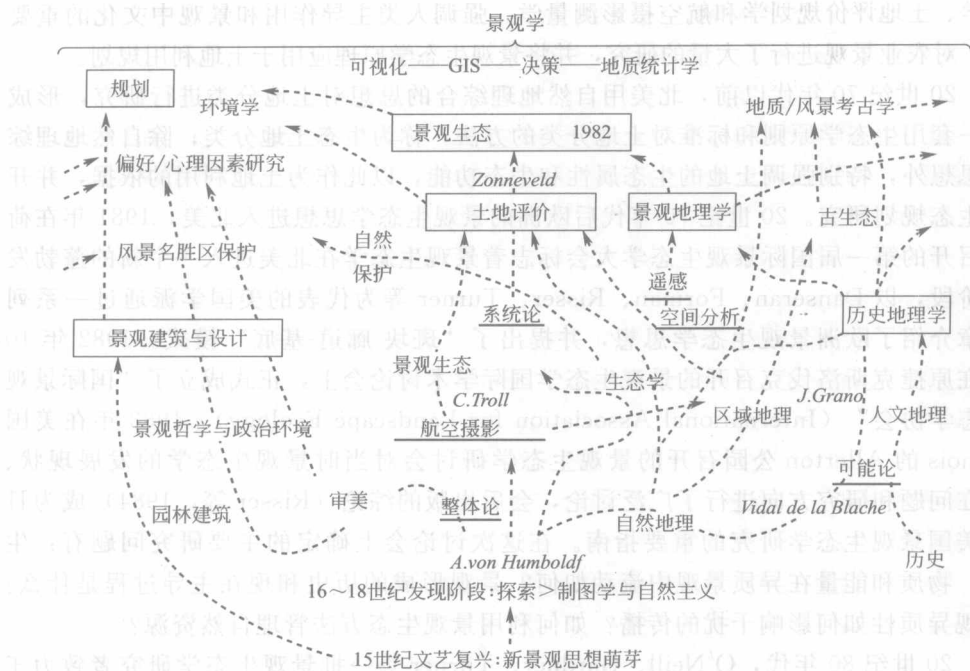 景观学
可视化 — GIS — 决策 — 地质统计学
规划
环境学
地质/风景考古学
景观生态 1982
偏好/心理因素研究
Zonneveld
土地评价
景观地理学
古生态
风景名胜区保护
自然
保护
遥感
系统论
空间分析
历史地理学
景观建筑与设计
景观生态
生态学
C.Troll
J.Grano
景观哲学与政治环境
航空摄影
区域地理
人文地理
可能论
园林建筑
审美
整体论
自然地理
Vidal de la Blache
A.von Humboldf
历史
16～18世纪发现阶段:探索>制图学与自然主义
15世纪文艺复兴:新景观思想萌芽